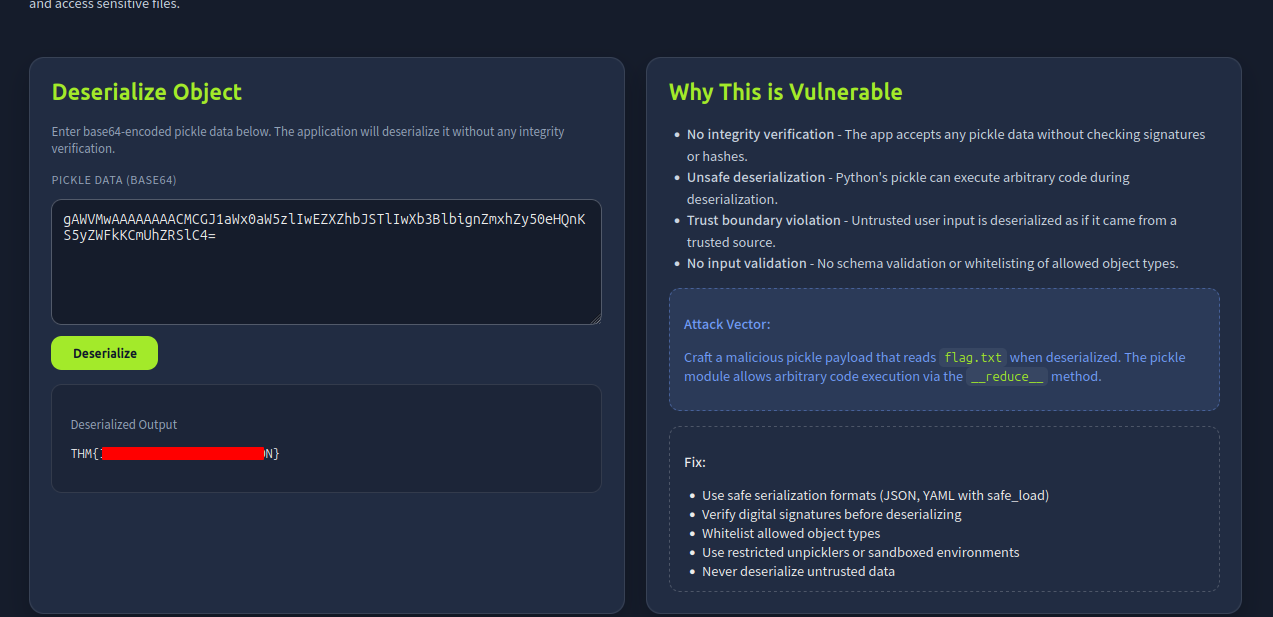 and access sensitive files.
Deserialize Object
Enter base64-encoded pickle data below. The application will deserialize it without any integrity
verification.
PICKLE DATA (BASE64)
gAWVMwAAAAAAAACMCGJ1aWx0aW5zlIwEZXZhbJSTlIwXb3BlbignZmxhZy50eHQnK
S5yZWFkKCmUhZRSlC4=
Deserialize
Deserialized Output
THM{ N}
Why This is Vulnerable
• No integrity verification - The app accepts any pickle data without checking signatures
or hashes.
• Unsafe deserialization - Python's pickle can execute arbitrary code during
deserialization.
• Trust boundary violation - Untrusted user input is deserialized as if it came from a
trusted source.
• No input validation - No schema validation or whitelisting of allowed object types.
Attack Vector:
Craft a malicious pickle payload that reads flag.txt when deserialized. The pickle
module allows arbitrary code execution via the __reduce__ method.
Fix:
• Use safe serialization formats (JSON, YAML with safe_load)
• Verify digital signatures before deserializing
• Whitelist allowed object types
• Use restricted unpicklers or sandboxed environments
• Never deserialize untrusted data